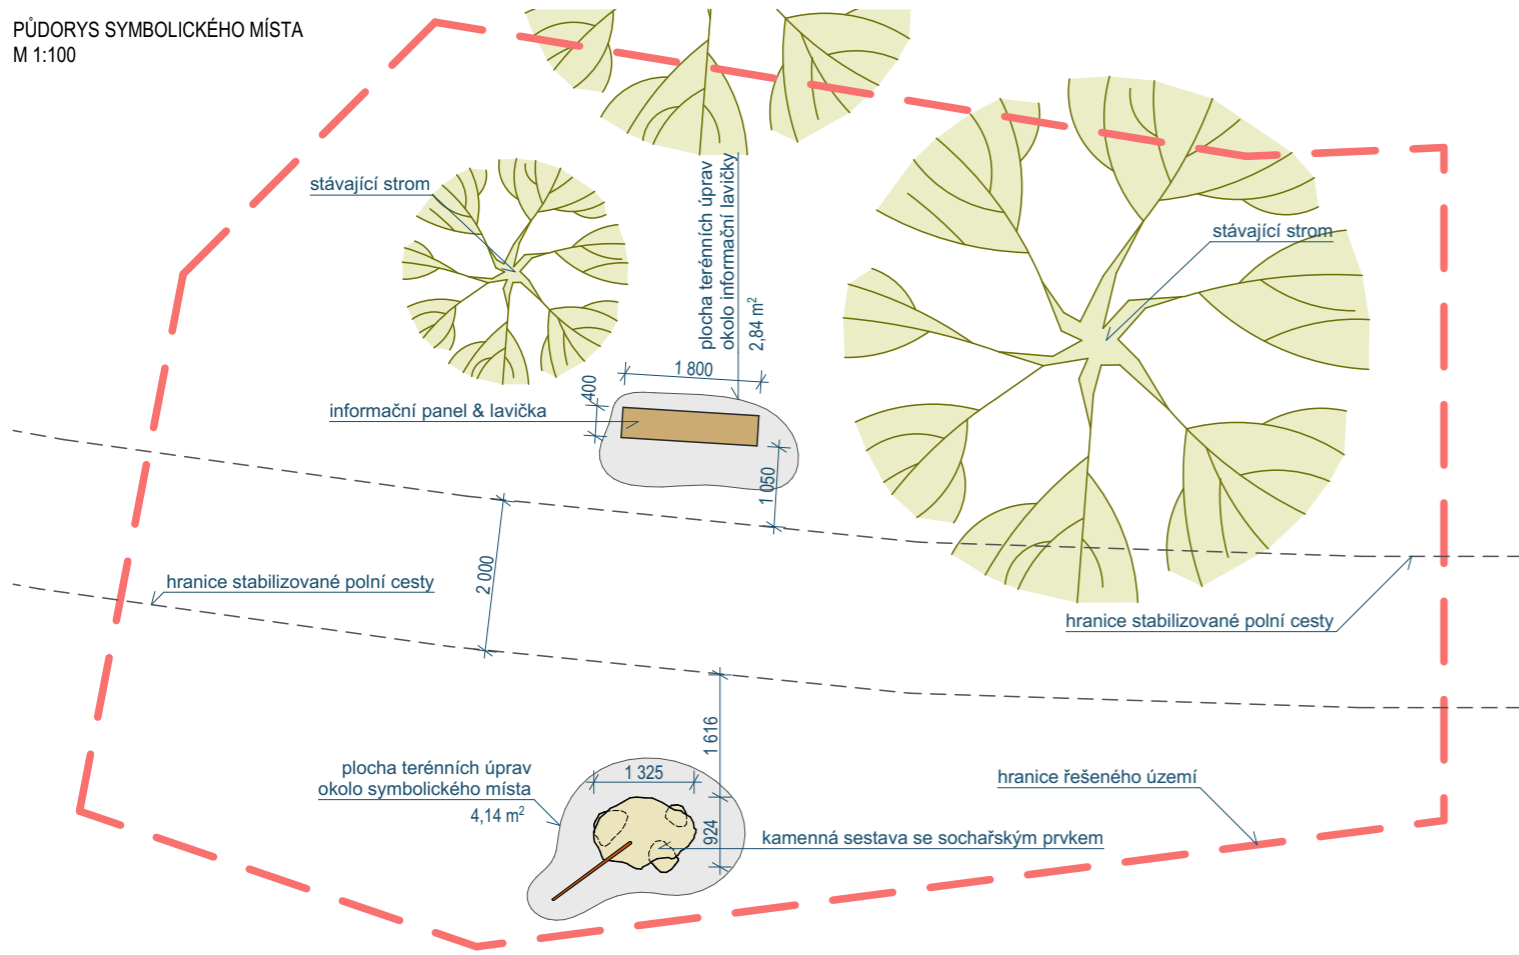 PŮDORYS SYMBOLICKÉHO MÍSTA
M 1:100
stávající strom
plocha terénních úprav
okolo informační lavičky
2,84 m²
stávající strom
1 800
400
informační panel & lavička
1 050
2 000
hranice stabilizované polní cesty
hranice stabilizované polní cesty
1 616
plocha terénních úprav
okolo symbolického místa
4,14 m²
1 325
924
hranice řešeného území
kamenná sestava se sochařským prvkem